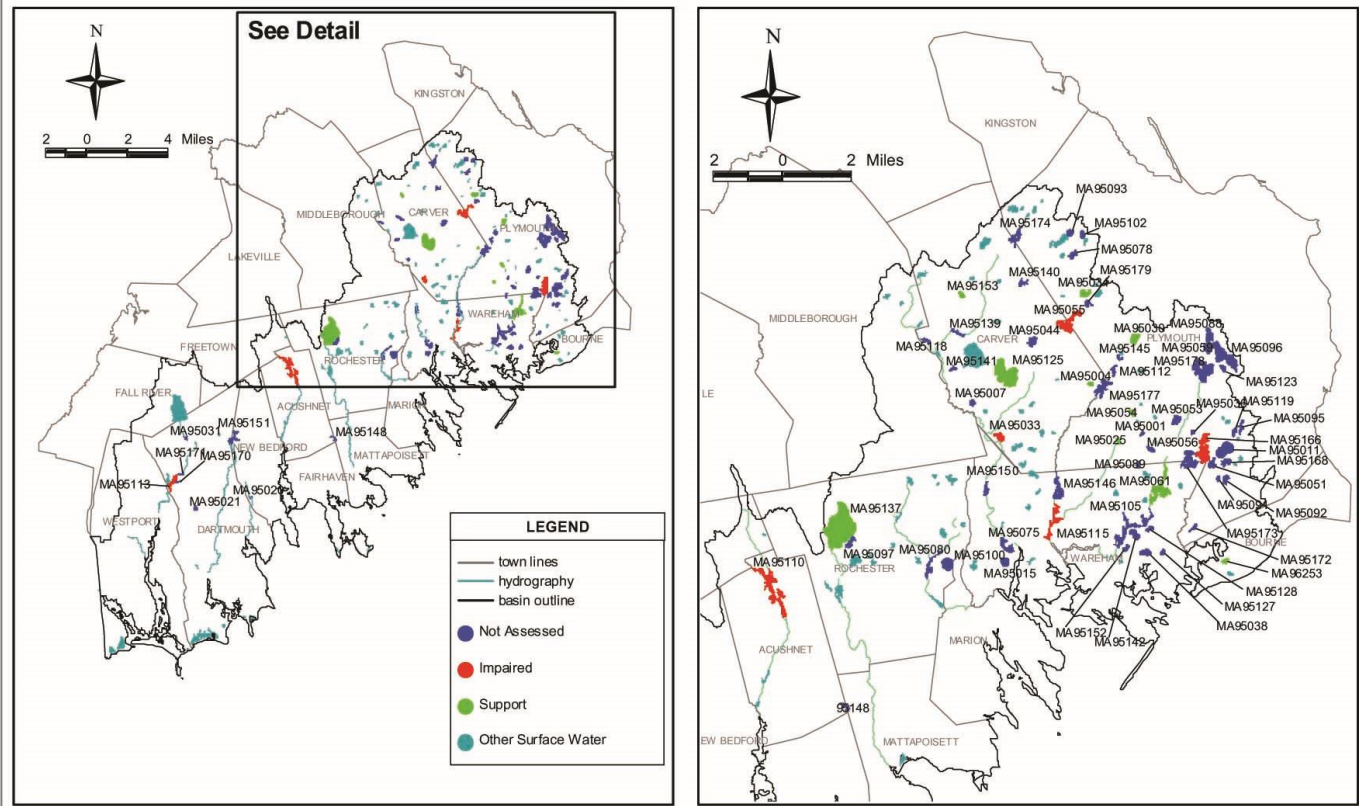 See Detail
N
2 0 2 4 Miles
KINGSTON
MIDDLEBOROUGH
CARVER
PLYMOUTH
LAKEVILLE
WAREHAM
BOURNE
FREETOWN
ROCHESTER
FALL RIVER
ACUSHNET
MARION
MA95031
MA95151
MA95148
NEW BEDFORD
MATTAPOISETT
MA95170
MA95113
FAIRHAVEN
MA95021
WESTPORT
DARTMOUTH
LEGEND
town lines
hydrography
basin outline
Not Assessed
Impaired
Support
Other Surface Water
N
2 0 2 Miles
KINGSTON
MA95093
MA95174
MA95102
MA95078
MA95140
MA95179
MA95153
MA95055
MIDDLEBOROUGH
MA95139
MA95044
MA95088
CARVER
PLYMOUTH
MA95118
MA95145
MA95096
MA95141
MA95125
MA95112
MA95178
MA95004
MA95123
LE
MA95007
MA95177
MA95119
MA95054
MA95053
MA95095
MA95033
MA95001
MA95025
MA95056
MA95166
MA95011
MA95150
MA95089
MA95168
MA95146
MA95061
MA95051
MA95137
MA95105
MA95092
MA95075
MA95115
MA95173
BOURNE
MA95097
MA95080
MA95100
WAREHAM
MA95172
MA95110
ROCHESTER
MA95015
MA96253
MA95128
MA95127
MA95038
MA95152
MA95142
MARION
ACUSHNET
95148
EW BEDFORD
MATTAPOISETT